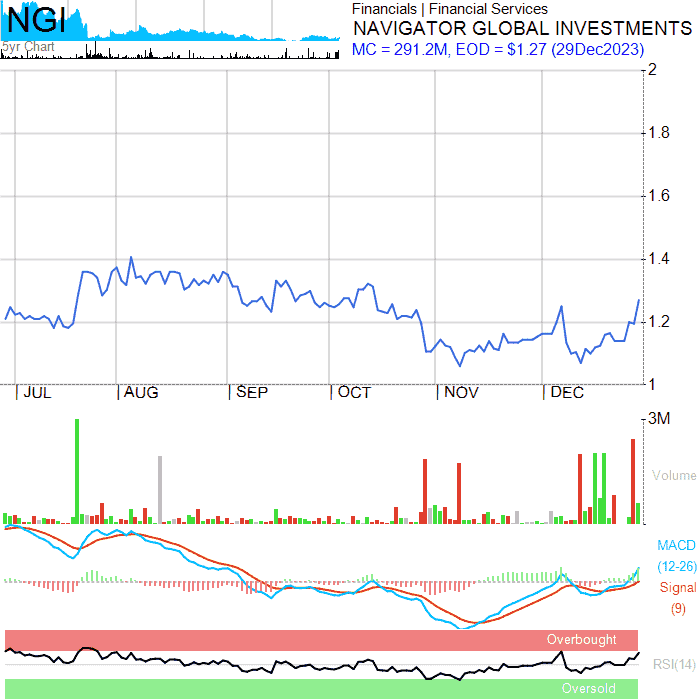 NGI
5yr Chart
Financials | Financial Services
NAVIGATOR GLOBAL INVESTMENTS
MC = 291.2M, EOD = $1.27 (29Dec2023)
2
1.8
1.6
1.4
1.2
1
| JUL | AUG | SEP | OCT | NOV | DEC
3M
Volume
MACD
(12-26)
Signal
(9)
Overbought
RSI(14)
Oversold